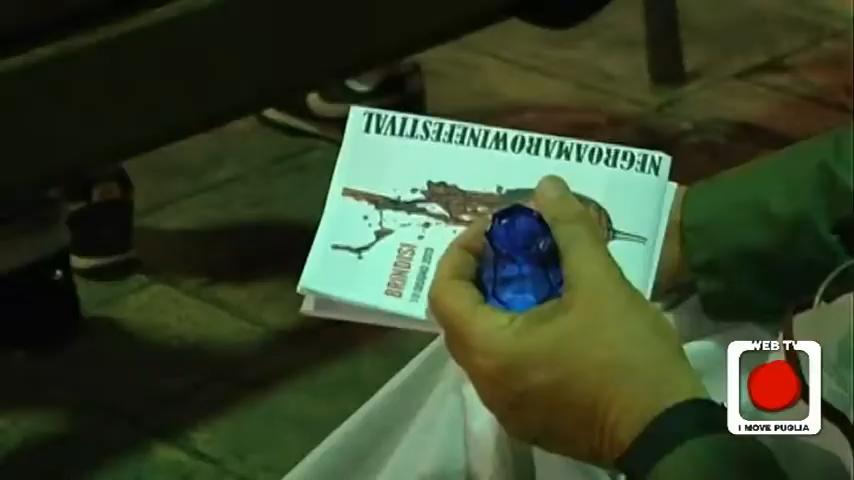 NEGROAMAROWINEFESTIVAL
BRINDISI
WEB TV
I MOVE PUGLIA